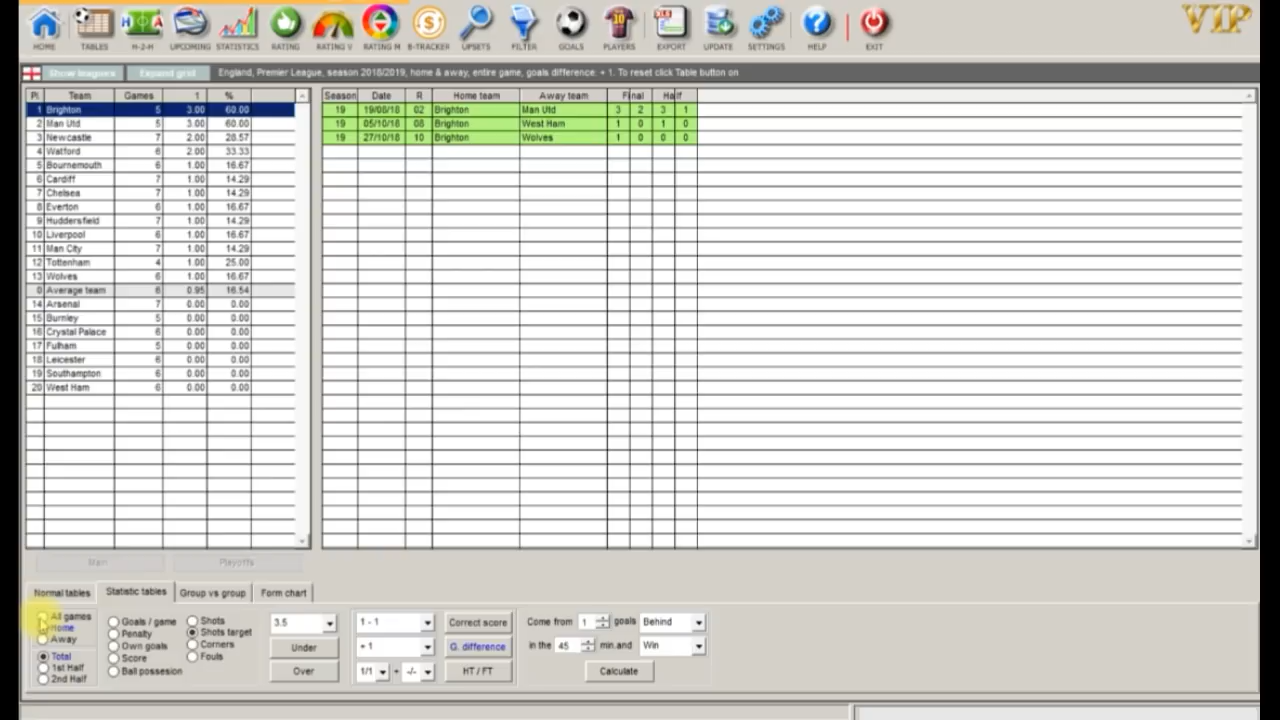 VIP
HOME TABLES H-2-H UPCOMING STATISTICS RATING RATING V RATING M B-TRACKER UPSETS FILTER GOALS PLAYERS EXPORT UPDATE SETTINGS HELP EXIT
Show leagues Expand grid England, Premier League, season 2018/2019, home & away, entire game, goals difference: + 1. To reset click Table button on
Pl Team Games 1 % Season Date R Home team Away team Final Half
1 Brighton 5 3.00 60.00 19 19/08/18 02 Brighton Man Utd 3 2 3 1
2 Man Utd 5 3.00 60.00 19 05/10/18 08 Brighton West Ham 1 0 1 0
3 Newcastle 7 2.00 28.57 19 27/10/18 10 Brighton Wolves 1 0 0 0
4 Watford 6 2.00 33.33
5 Bournemouth 6 1.00 16.67
6 Cardiff 7 1.00 14.29
7 Chelsea 7 1.00 14.29
8 Everton 6 1.00 16.67
9 Huddersfield 7 1.00 14.29
10 Liverpool 6 1.00 16.67
11 Man City 7 1.00 14.29
12 Tottenham 4 1.00 25.00
13 Wolves 6 1.00 16.67
0 Average team 6 0.95 16.54
14 Arsenal 7 0.00 0.00
15 Burnley 5 0.00 0.00
16 Crystal Palace 6 0.00 0.00
17 Fulham 5 0.00 0.00
18 Leicester 6 0.00 0.00
19 Southampton 6 0.00 0.00
20 West Ham 6 0.00 0.00
Main Playoffs
Normal tables Statistic tables Group vs group Form chart
All games Goals / game Shots 3.5 1 - 1 Correct score Come from 1 goals Behind
Home Penalty Shots target
Away Own goals Corners Under + 1 G. difference in the 45 min.and Win
Total Score Fouls
1st Half Ball possesion Over 1/1 + -/- HT / FT Calculate
2nd Half